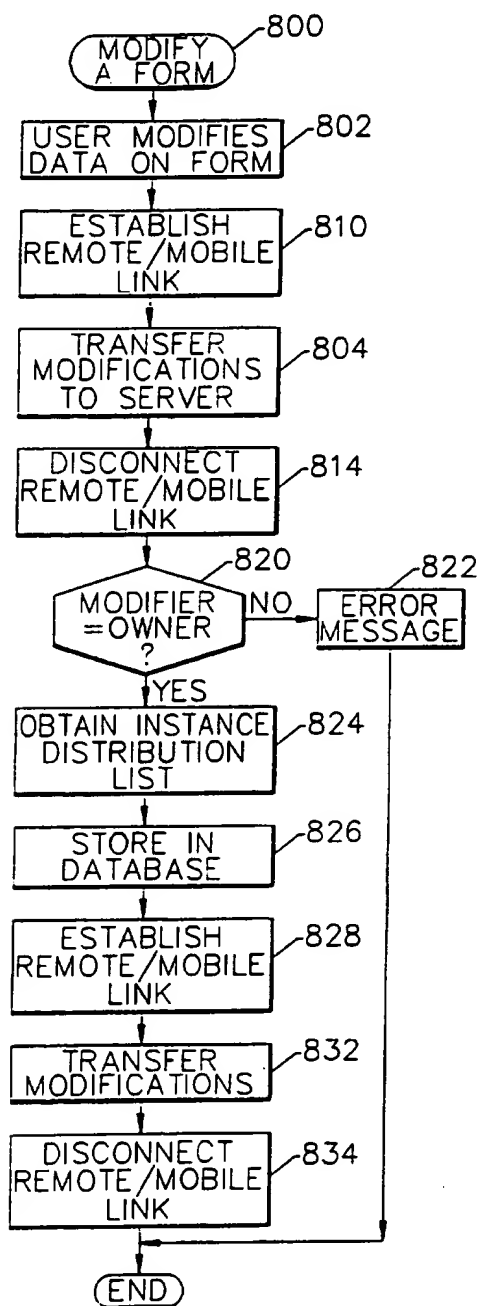 800
MODIFY
A FORM
802
USER MODIFIES
DATA ON FORM
810
ESTABLISH
REMOTE/MOBILE
LINK
804
TRANSFER
MODIFICATIONS
TO SERVER
814
DISCONNECT
REMOTE/MOBILE
LINK
820
MODIFIER
=OWNER
?
NO
822
ERROR
MESSAGE
YES
824
OBTAIN INSTANCE
DISTRIBUTION
LIST
826
STORE IN
DATABASE
828
ESTABLISH
REMOTE/MOBILE
LINK
832
TRANSFER
MODIFICATIONS
834
DISCONNECT
REMOTE/MOBILE
LINK
END